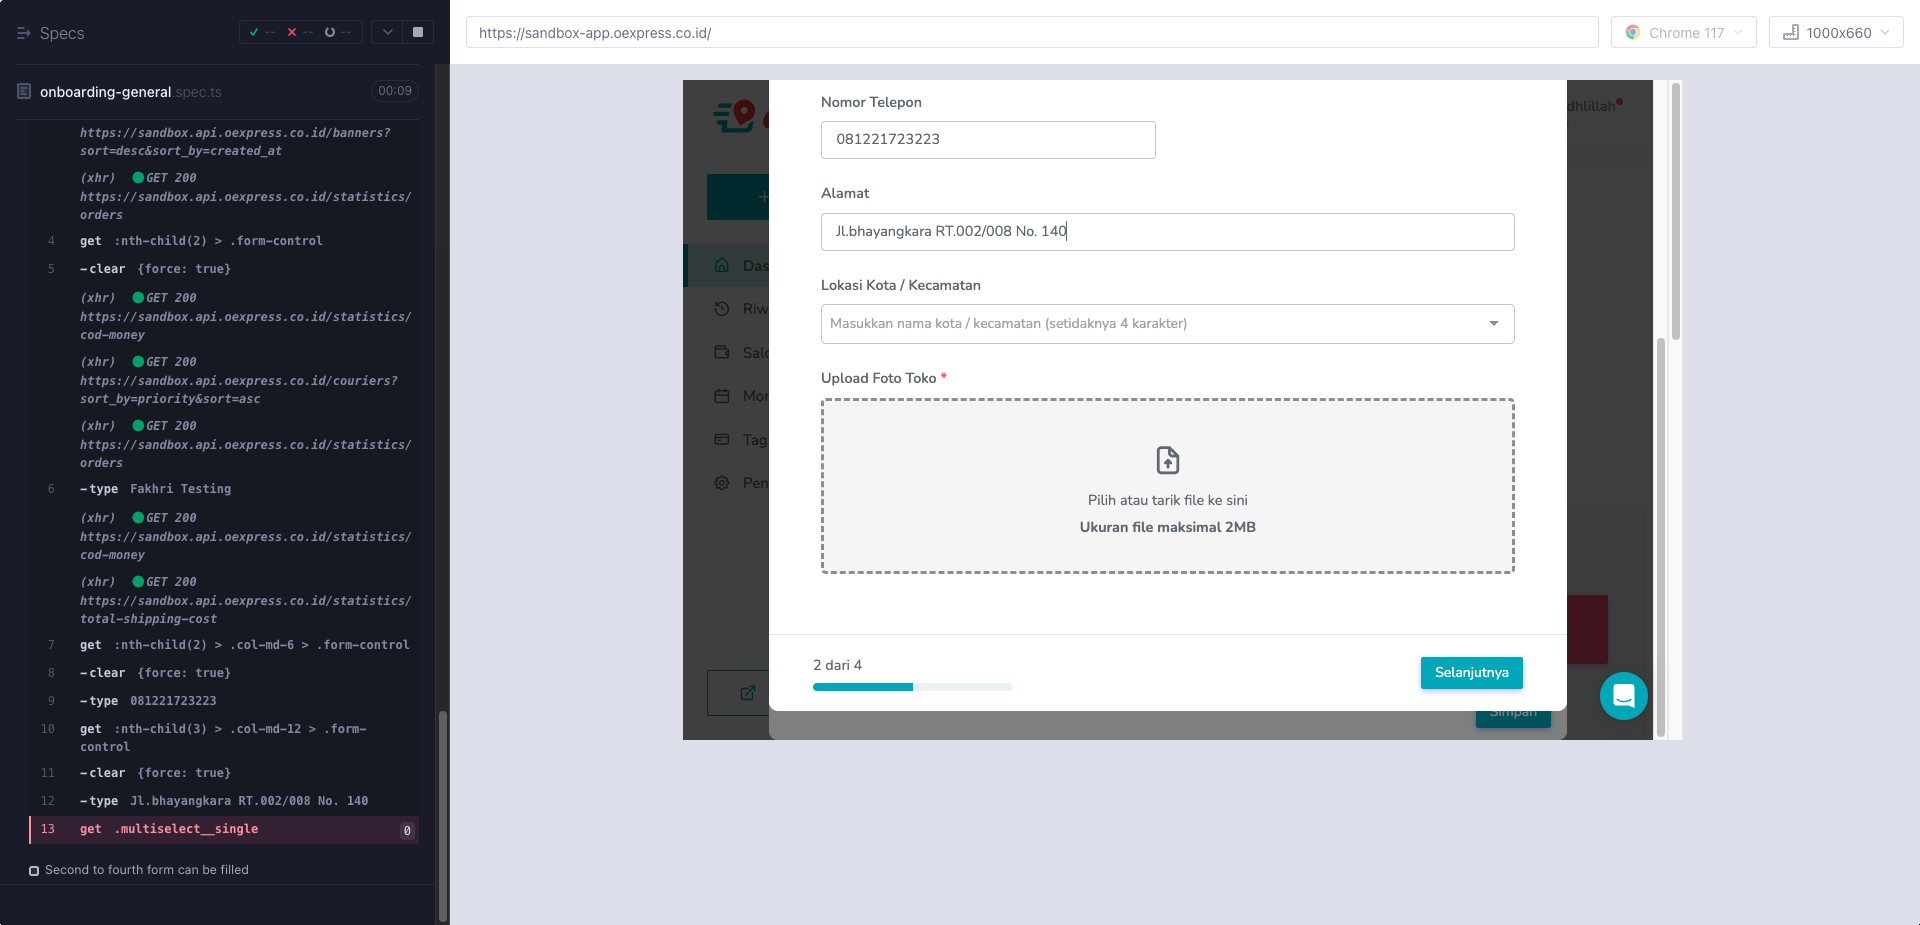 Specs
-- -- --
https://sandbox-app.oexpress.co.id/
Chrome 117
1000x660
onboarding-general.spec.ts
00:09
https://sandbox.api.oexpress.co.id/banners?
sort=desc&sort_by=created_at
(xhr) GET 200
https://sandbox.api.oexpress.co.id/statistics/
orders
4 get :nth-child(2) > .form-control
5 -clear {force: true}
(xhr) GET 200
https://sandbox.api.oexpress.co.id/statistics/
cod-money
(xhr) GET 200
https://sandbox.api.oexpress.co.id/couriers?
sort_by=priority&sort=asc
(xhr) GET 200
https://sandbox.api.oexpress.co.id/statistics/
orders
6 -type Fakhri Testing
(xhr) GET 200
https://sandbox.api.oexpress.co.id/statistics/
cod-money
(xhr) GET 200
https://sandbox.api.oexpress.co.id/statistics/
total-shipping-cost
7 get :nth-child(2) > .col-md-6 > .form-control
8 -clear {force: true}
9 -type 081221723223
10 get :nth-child(3) > .col-md-12 > .form-
control
11 -clear {force: true}
12 -type Jl.bhayangkara RT.002/008 No. 140
13 get .multiselect__single 0
Second to fourth form can be filled
dhlillah
+
Das
Riw
Sald
Mon
Tag
Pen
Nomor Telepon
081221723223
Alamat
Jl.bhayangkara RT.002/008 No. 140
Lokasi Kota / Kecamatan
Masukkan nama kota / kecamatan (setidaknya 4 karakter)
Upload Foto Toko *
Pilih atau tarik file ke sini
Ukuran file maksimal 2MB
2 dari 4
Selanjutnya
Simpan